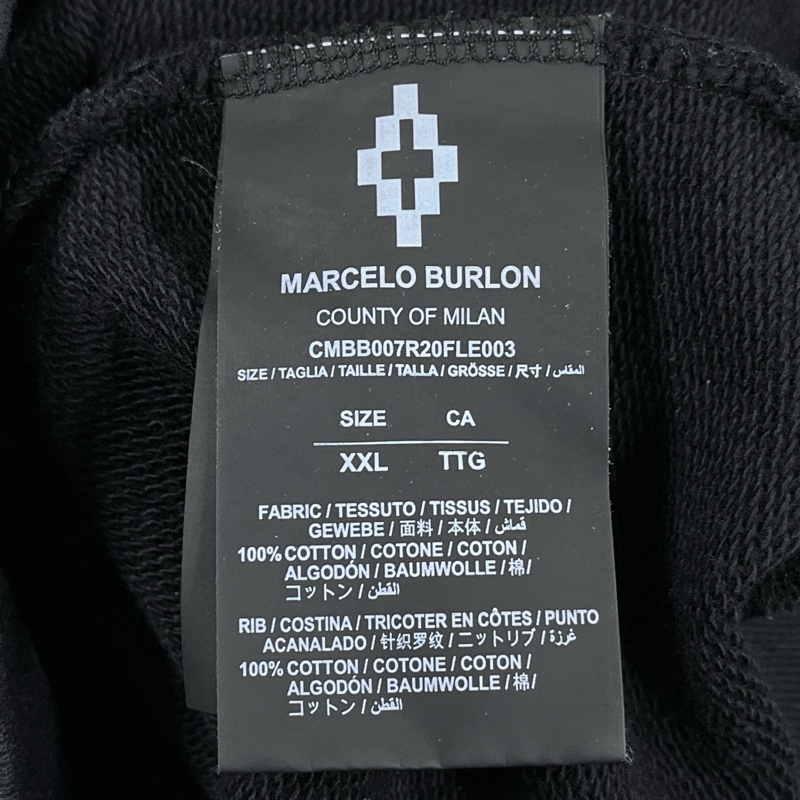 MARCELO BURLON
COUNTY OF MILAN
CMBB007R20FLE003
SIZE / TAGLIA / TAILLE / TALLA / GRÖSSE / 尺寸 / المقاس
SIZE CA
XXL TTG
FABRIC / TESSUTO / TISSUS / TEJIDO /
GEWEBE / 面料 / 本体 / قماش
100% COTTON / COTONE / COTON /
ALGODÓN / BAUMWOLLE / 棉 /
コットン / القطن
RIB / COSTINA / TRICOTER EN CÔTES / PUNTO
ACANALADO / 针织罗纹 / ニットリブ / غرزة
100% COTTON / COTONE / COTON /
ALGODÓN / BAUMWOLLE / 棉 /
コットン / القطن